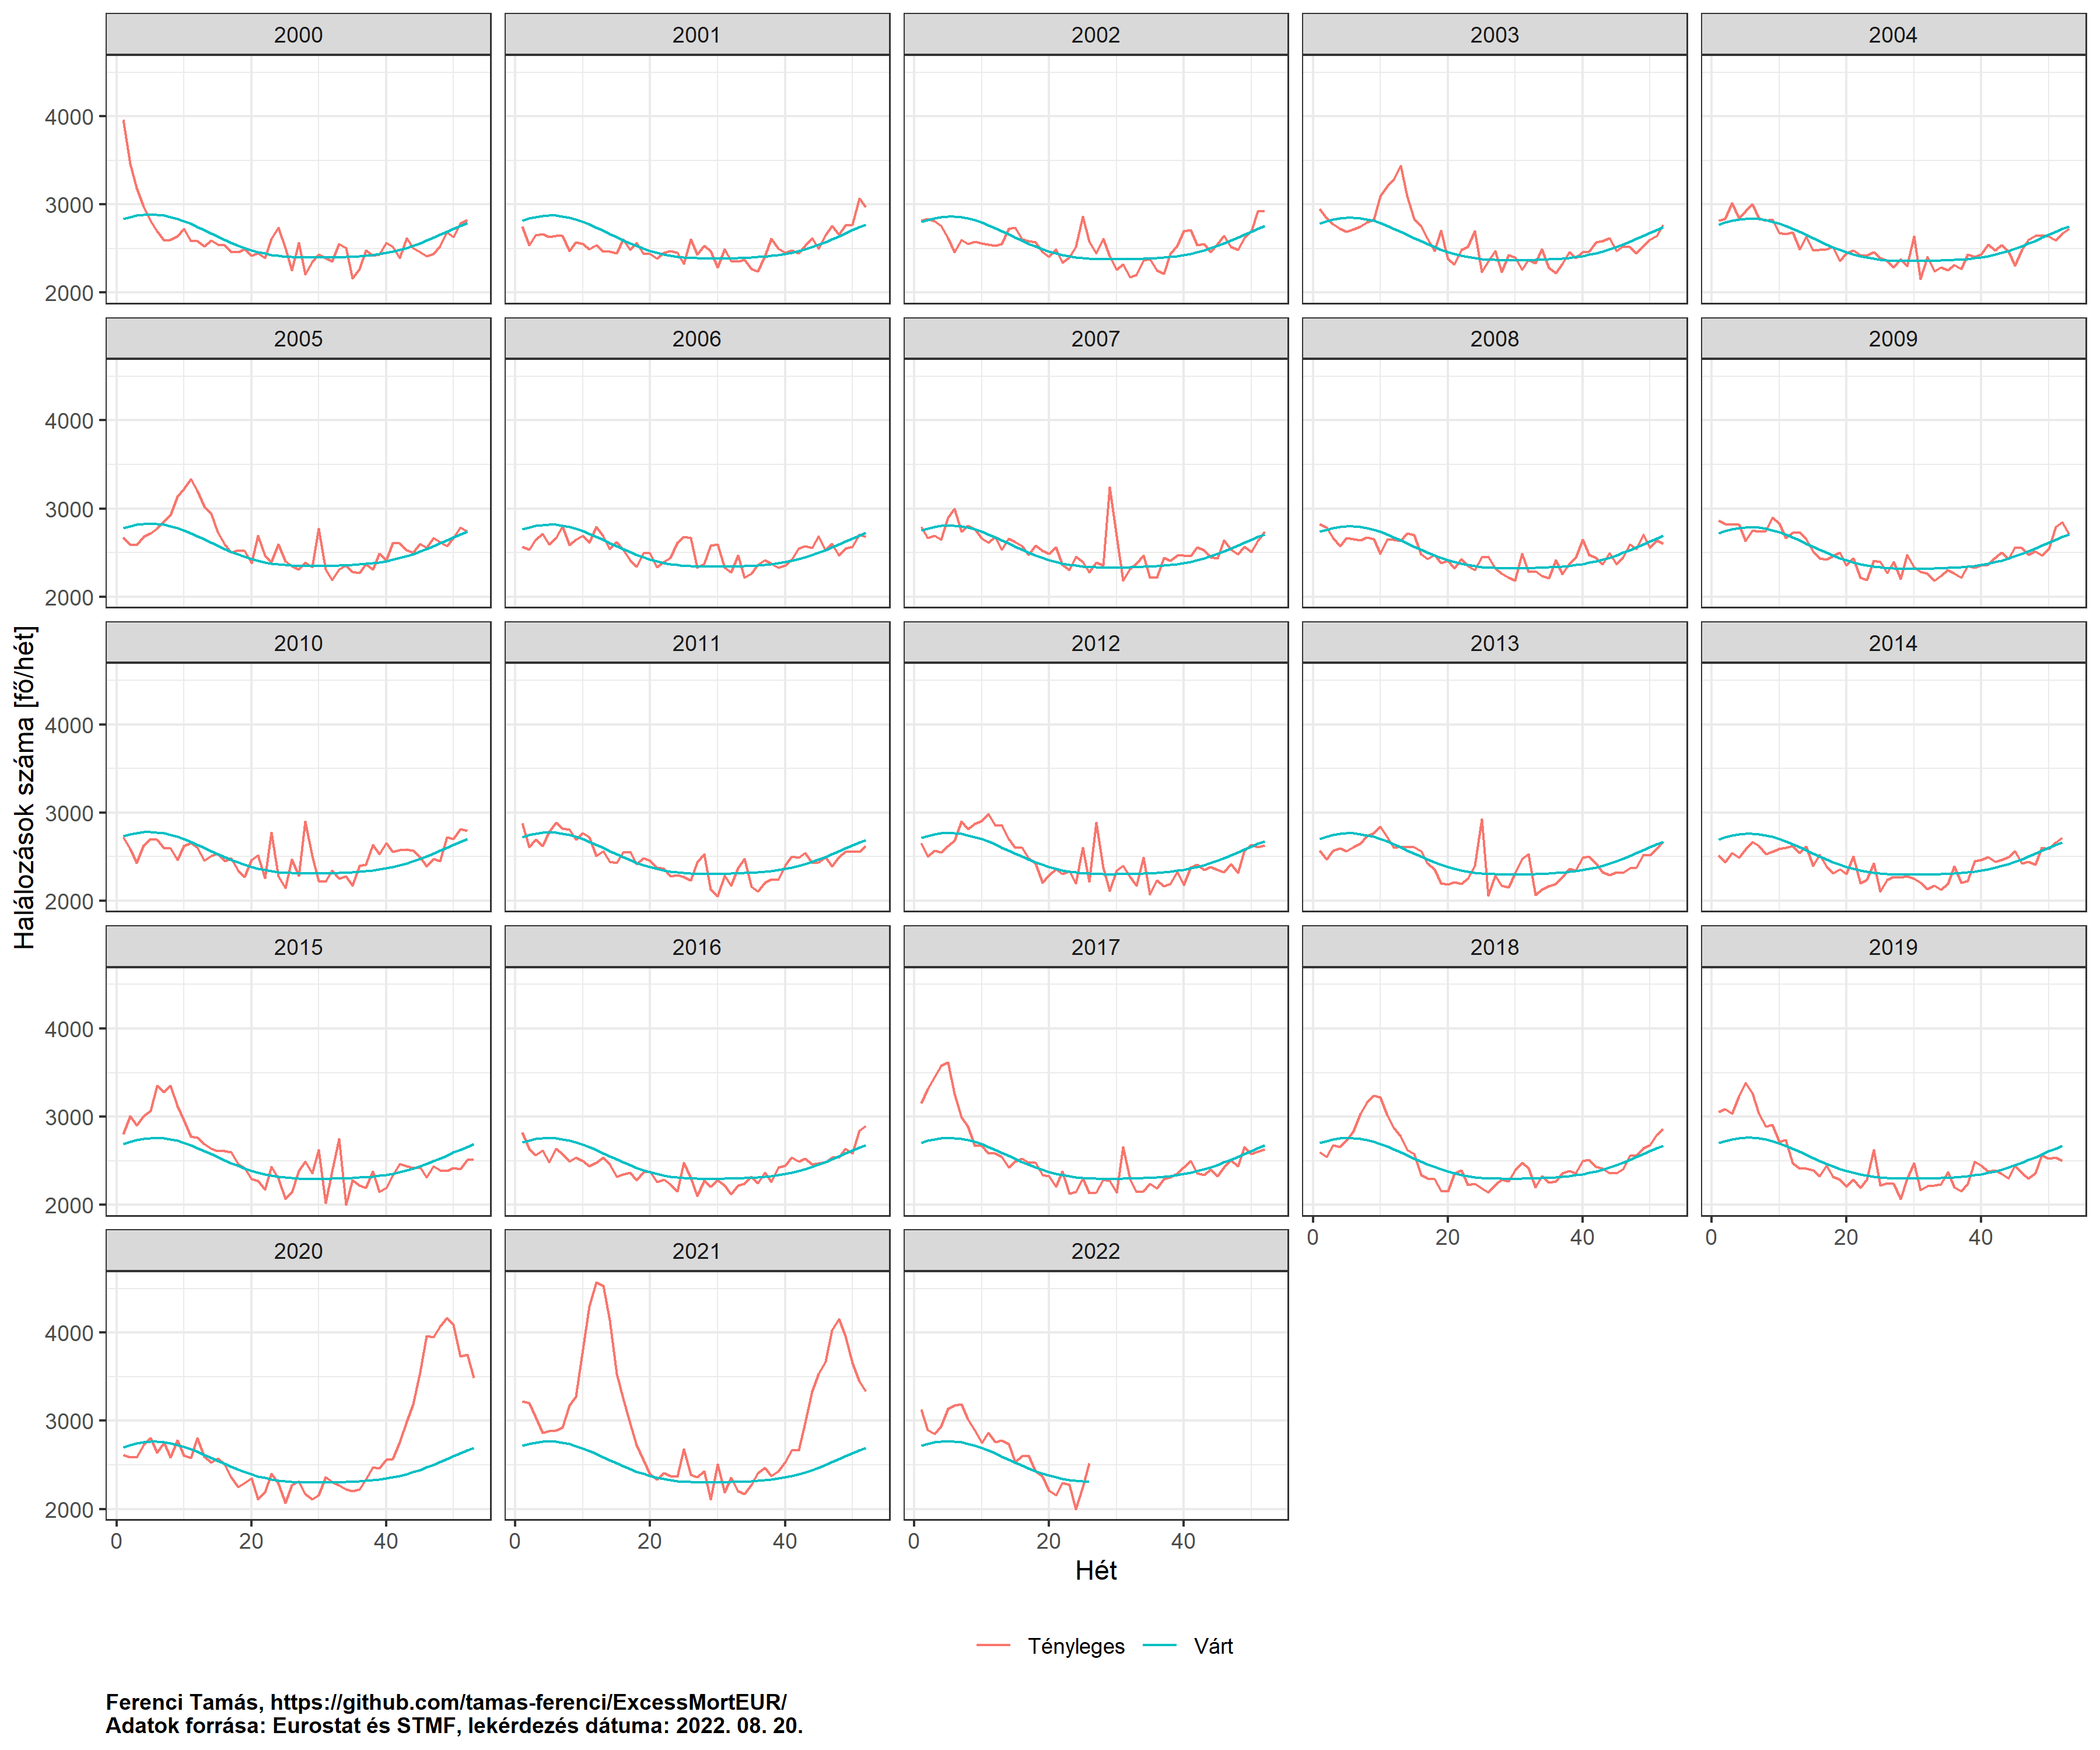 2000 2001 2002 2003 2004
4000
3000
2000
2005 2006 2007 2008 2009
4000
3000
2000
2010 2011 2012 2013 2014
4000
3000
2000
2015 2016 2017 2018 2019
4000
3000
2000
0 20 40 0 20 40
2020 2021 2022
4000
3000
2000
0 20 40 0 20 40 0 20 40
Halálozások száma [fő/hét]
Hét
Tényleges Várt
Ferenci Tamás, https://github.com/tamas-ferenci/ExcessMortEUR/
Adatok forrása: Eurostat és STMF, lekérdezés dátuma: 2022. 08. 20.